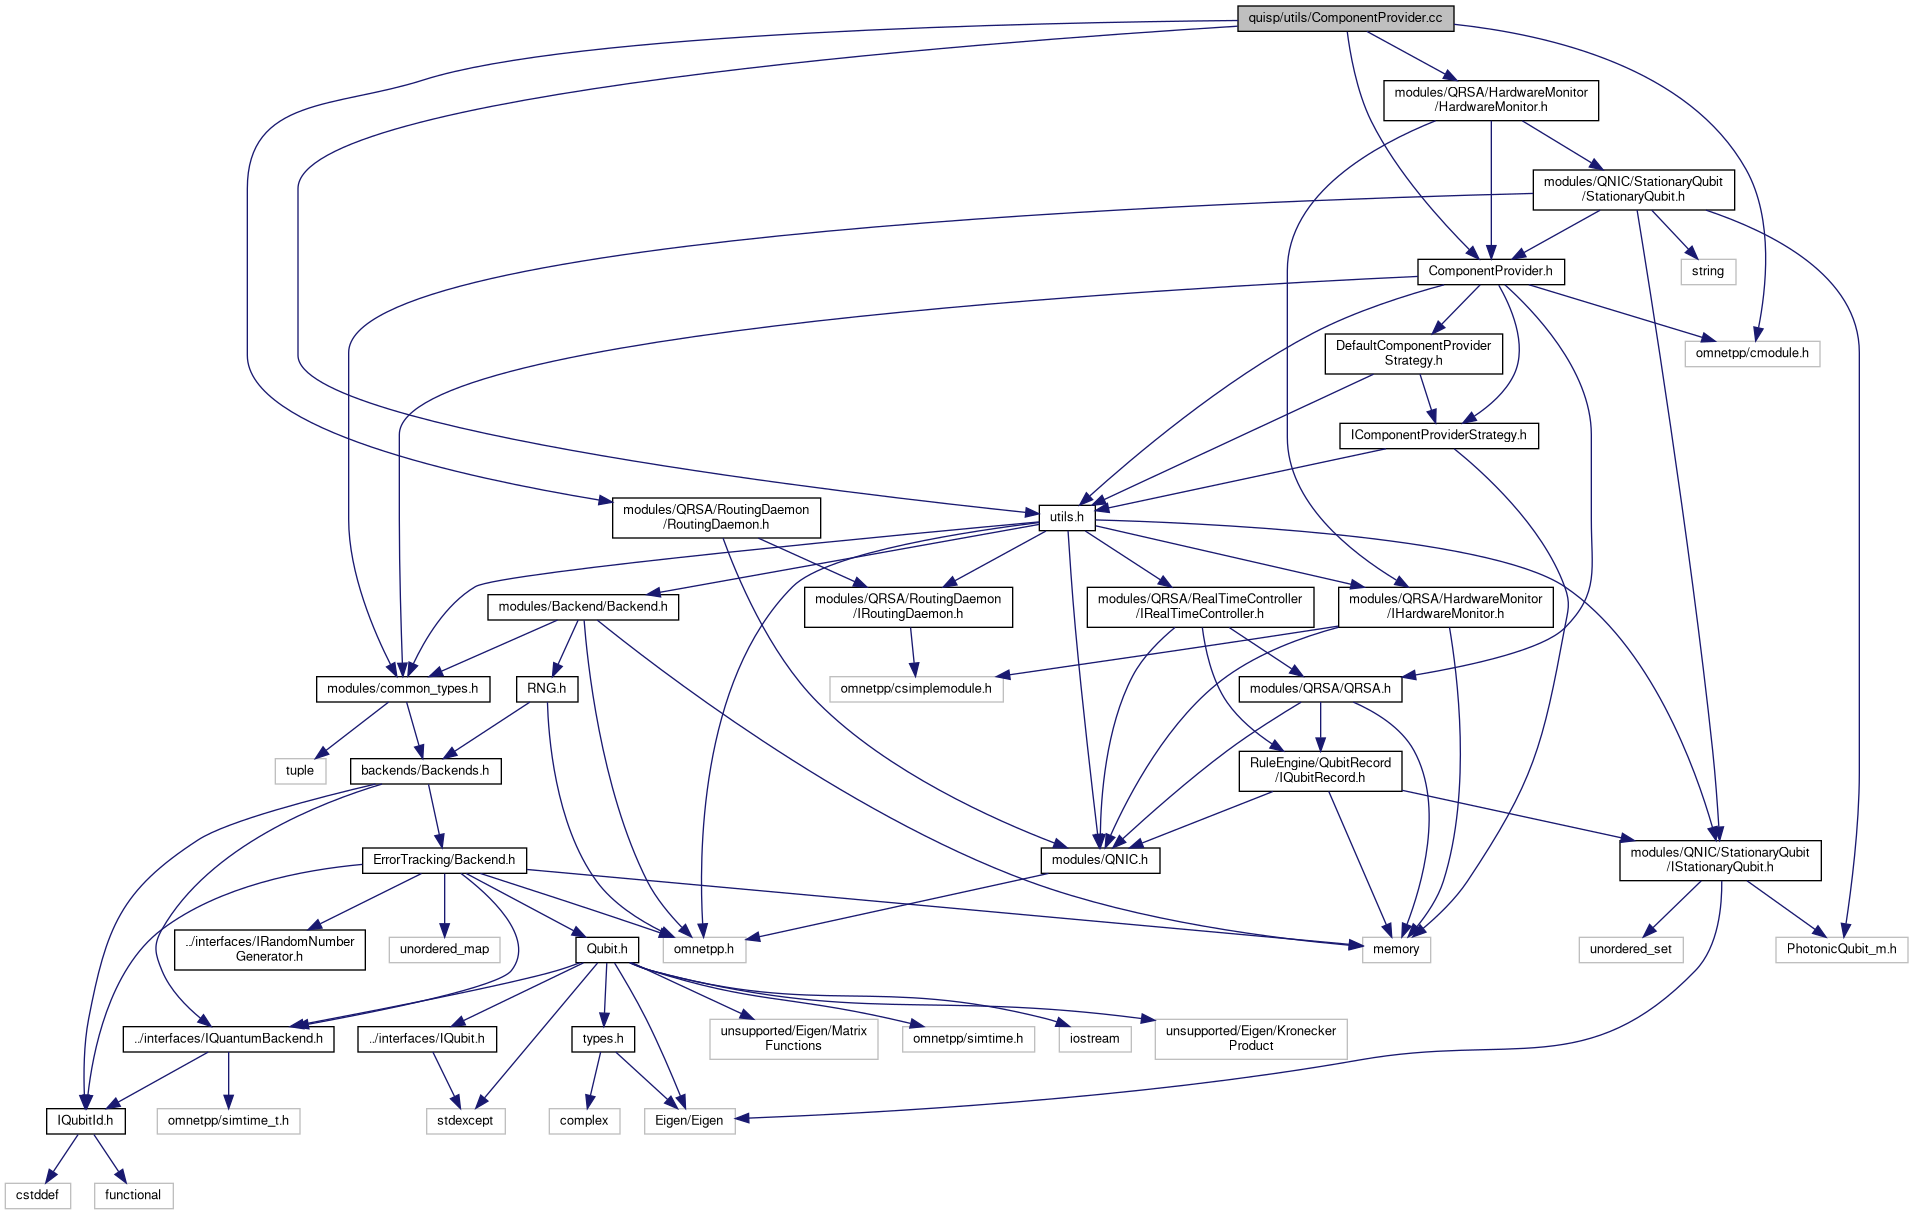 quisp/utils/ComponentProvider.cc
modules/QRSA/HardwareMonitor
/HardwareMonitor.h
modules/QNIC/StationaryQubit
/StationaryQubit.h
ComponentProvider.h
string
DefaultComponentProvider
Strategy.h
omnetpp/cmodule.h
IComponentProviderStrategy.h
modules/QRSA/RoutingDaemon
/RoutingDaemon.h
utils.h
modules/Backend/Backend.h
modules/QRSA/RoutingDaemon
/IRoutingDaemon.h
modules/QRSA/RealTimeController
/IRealTimeController.h
modules/QRSA/HardwareMonitor
/IHardwareMonitor.h
modules/common_types.h
RNG.h
omnetpp/csimplemodule.h
modules/QRSA/QRSA.h
tuple
backends/Backends.h
RuleEngine/QubitRecord
/IQubitRecord.h
ErrorTracking/Backend.h
modules/QNIC.h
modules/QNIC/StationaryQubit
/IStationaryQubit.h
../interfaces/IRandomNumber
Generator.h
unordered_map
Qubit.h
omnetpp.h
memory
unordered_set
PhotonicQubit_m.h
../interfaces/IQuantumBackend.h
../interfaces/IQubit.h
types.h
unsupported/Eigen/Matrix
Functions
omnetpp/simtime.h
iostream
unsupported/Eigen/Kronecker
Product
IQubitId.h
omnetpp/simtime_t.h
stdexcept
complex
Eigen/Eigen
cstddef
functional